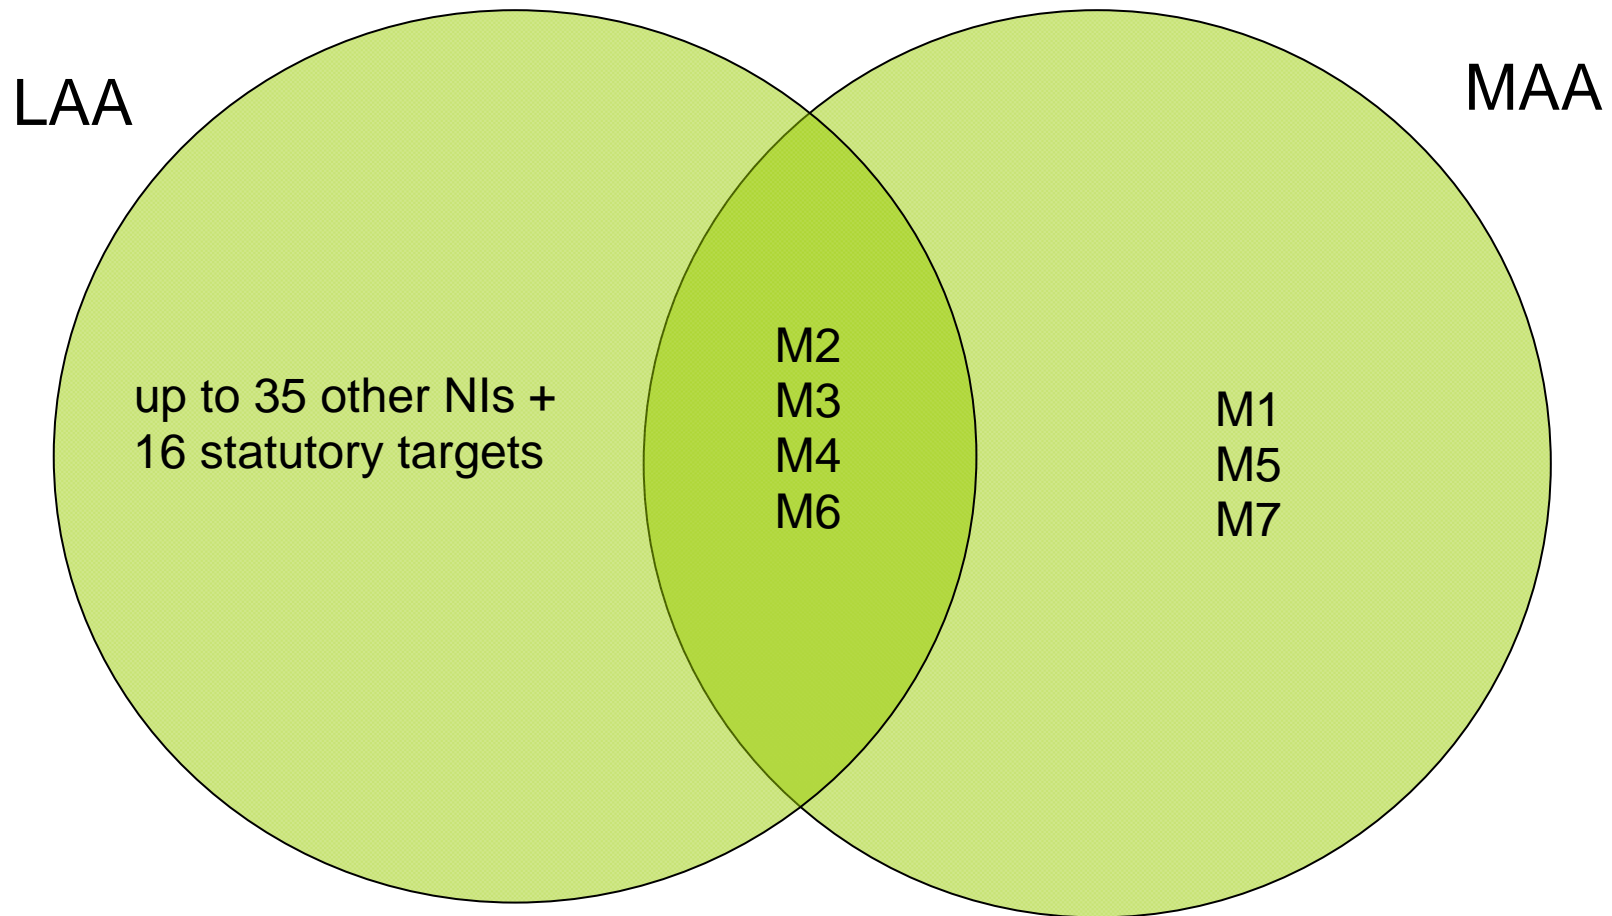 LAA
MAA
up to 35 other NIs +
16 statutory targets
M2
M3
M4
M6
M1
M5
M7